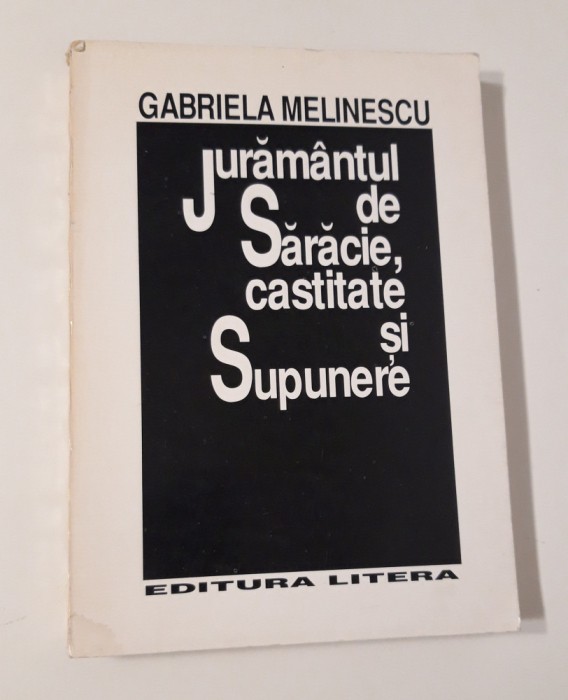 GABRIELA MELINESCU
Jurământul
de
Sărăcie,
castitate
și
Supunere
EDITURA LITERA